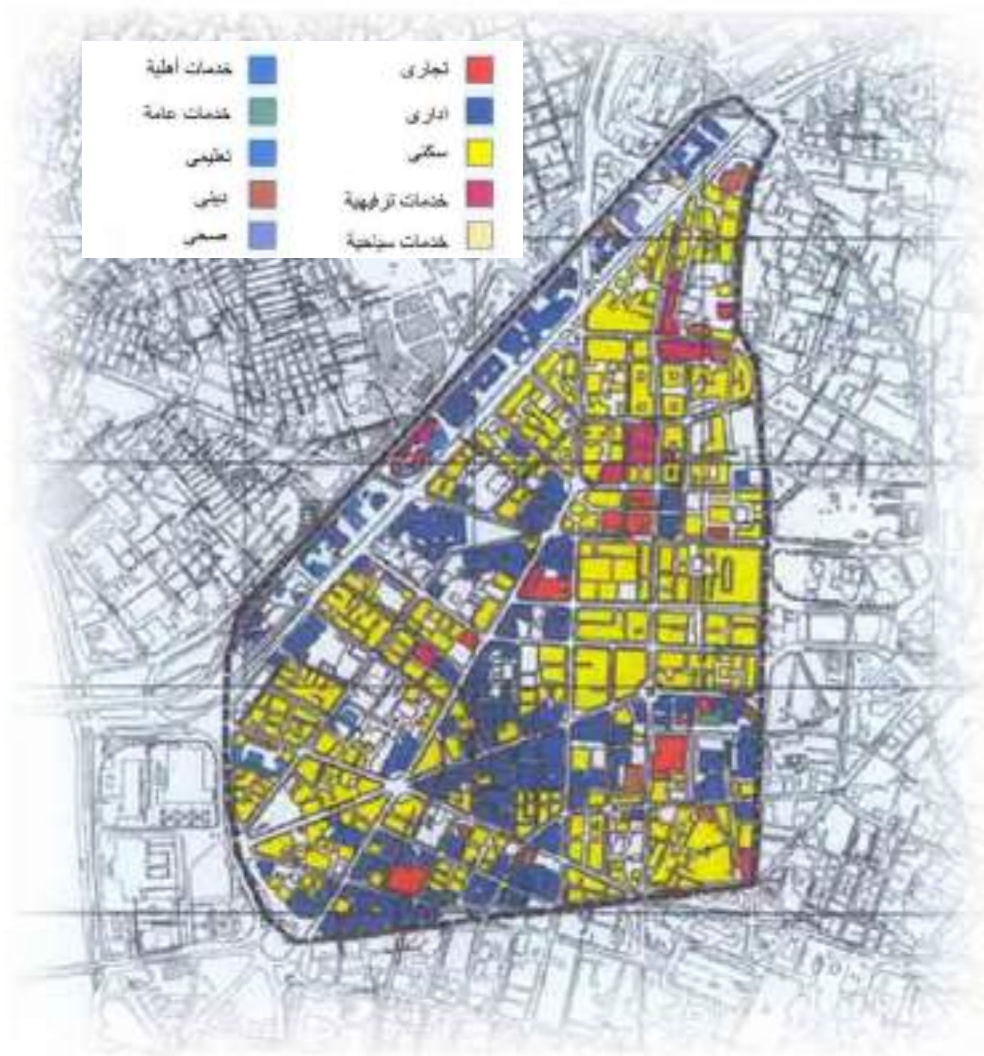 تجارى
ادارى
سكنى
خدمات ترفيهية
خدمات سياحية
خدمات أهلية
خدمات عامة
تعليمى
دينى
صحى